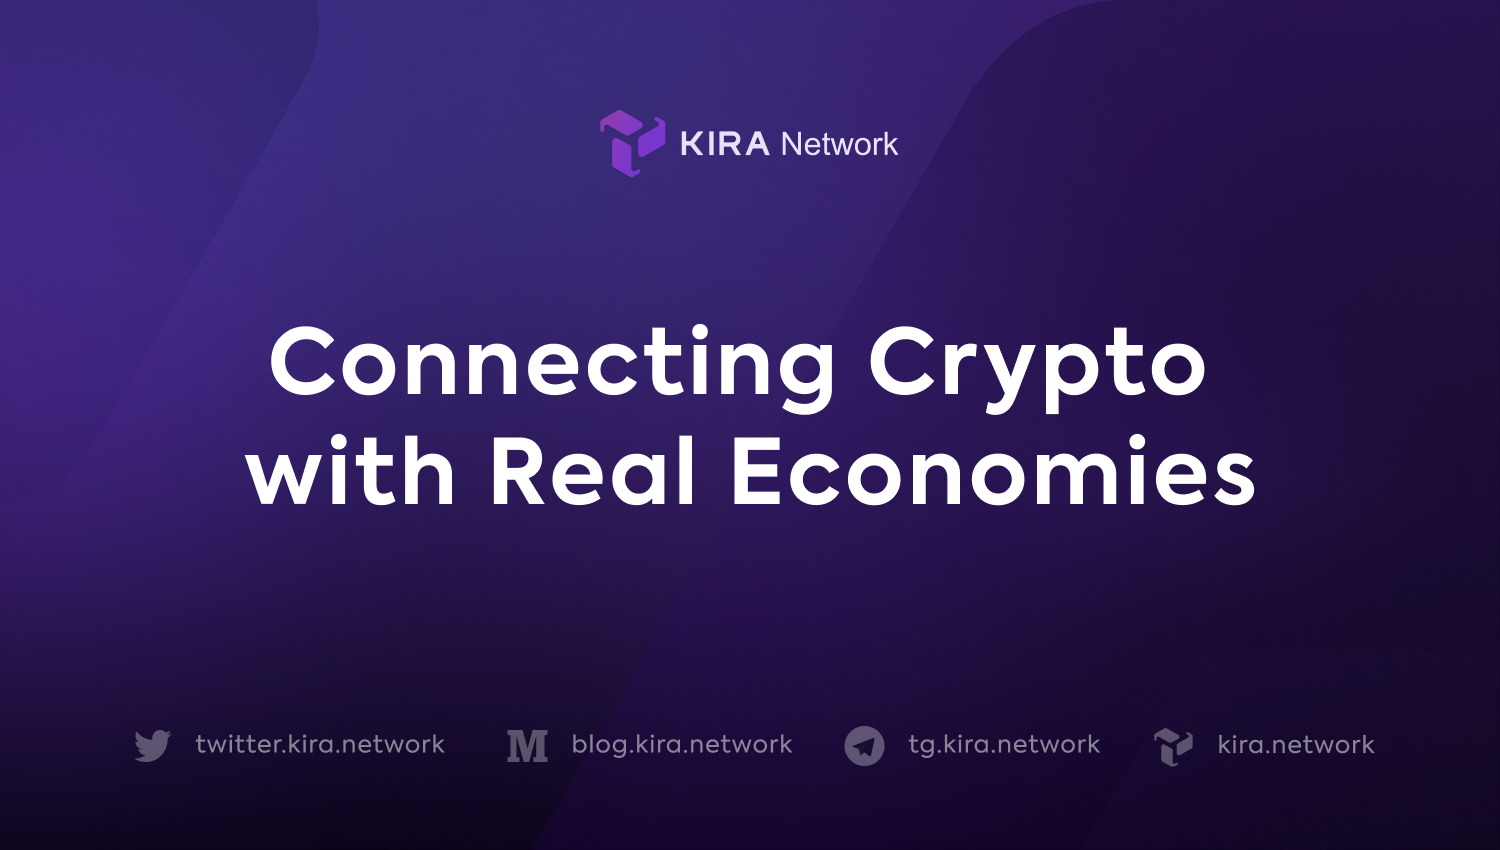 KIRA Network
Connecting Crypto
with Real Economies
twitter.kira.network
blog.kira.network
tg.kira.network
kira.network